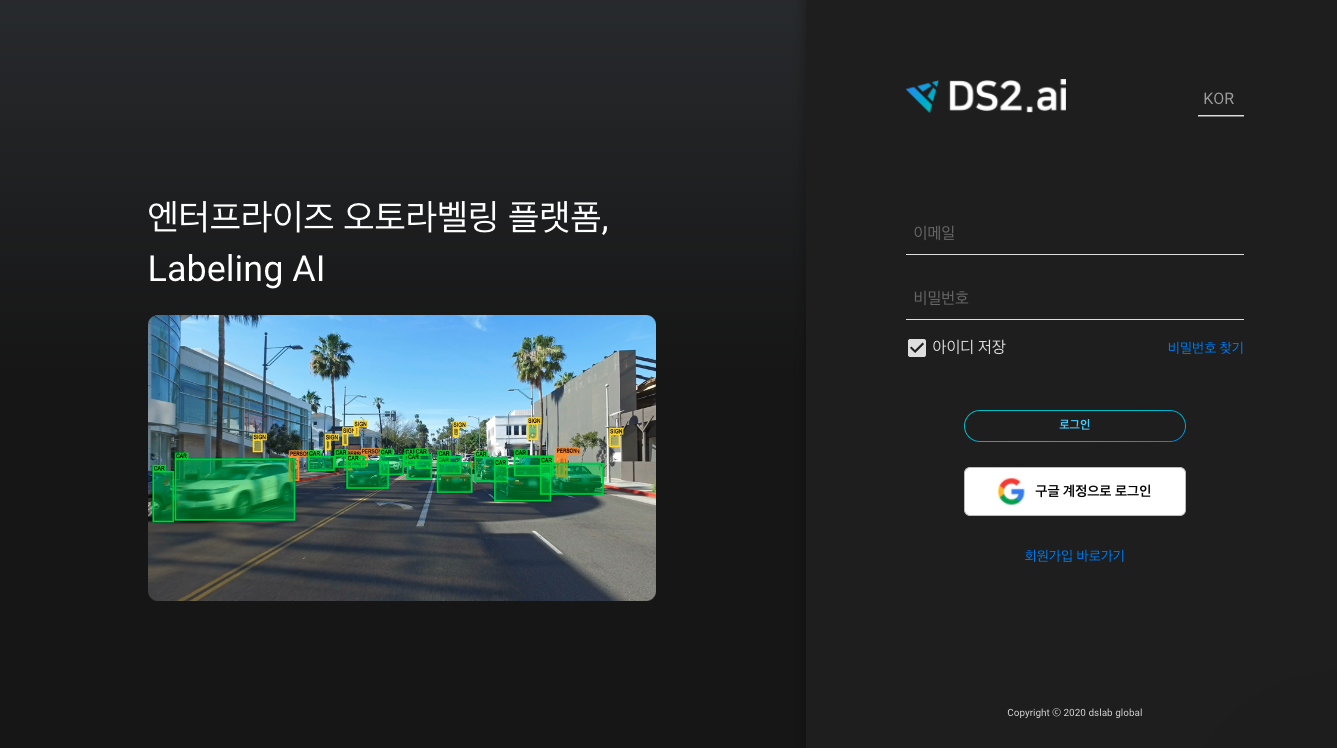 DS2.ai
KOR
엔터프라이즈 오토라벨링 플랫폼,
Labeling AI
이메일
비밀번호
아이디 저장
비밀번호 찾기
로그인
구글 계정으로 로그인
회원가입 바로가기
SIGN
SIGN
SIGN
SIGN
SIGN
SIGN
CAR
CAR
CAR
CAR
CAR
CAR
CAR
CAR
CAR
CAR
PERSON
Copyright ⓒ 2020 dslab global